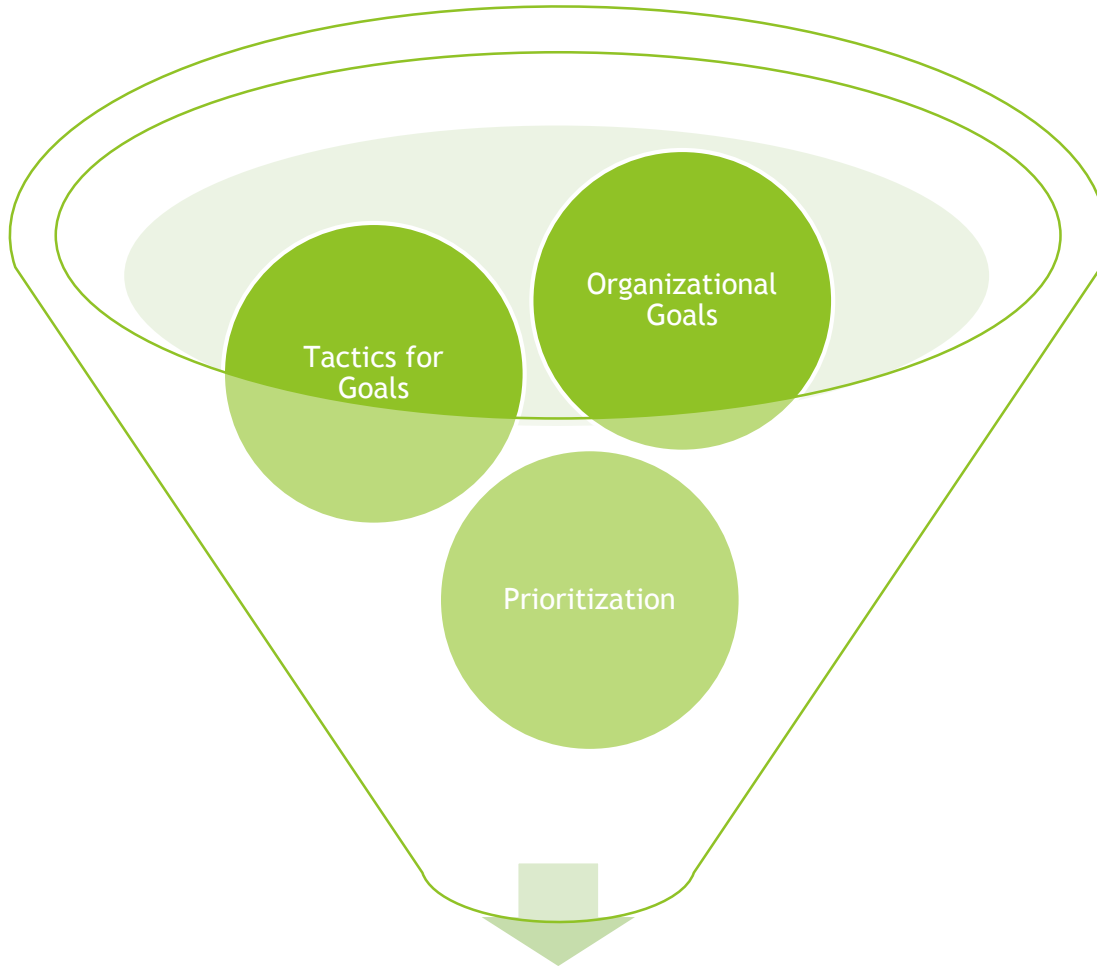 Organizational
Goals
Tactics for
Goals
Prioritization